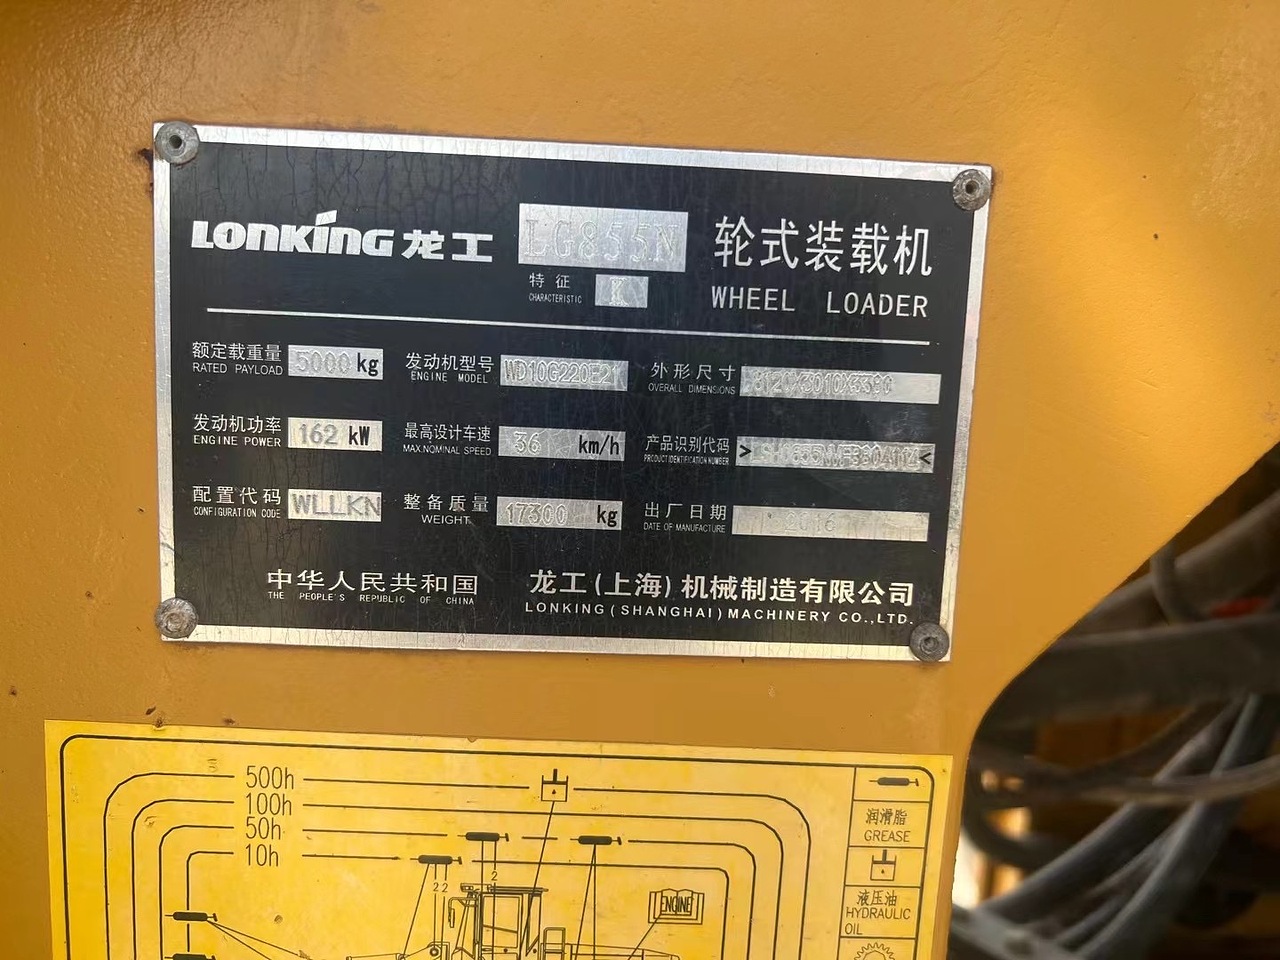 LONKING 龙工 LG855N 轮式装载机
特征 K
CHARACTERISTIC
WHEEL LOADER
额定载重量 5000 kg 发动机型号 WD10G220E21 外形尺寸
RATED PAYLOAD ENGINE MODEL OVERALL DIMENSIONS
发动机功率 162 kW 最高设计车速 36 km/h 产品识别代码
ENGINE POWER MAX.NOMINAL SPEED PRODUCT IDENTIFICATION NUMBER
配置代码 WLLKN 整备质量 17300 kg 出厂日期 2016
CONFIGURATION CODE WEIGHT DATE OF MANUFACTURE
中华人民共和国 龙工(上海)机械制造有限公司
THE PEOPLE'S REPUBLIC OF CHINA LONKING (SHANGHAI) MACHINERY CO.,LTD.
500h
100h
50h
10h
2 2 2
ENGINE
润滑脂
GREASE
液压油
HYDRAULIC
OIL